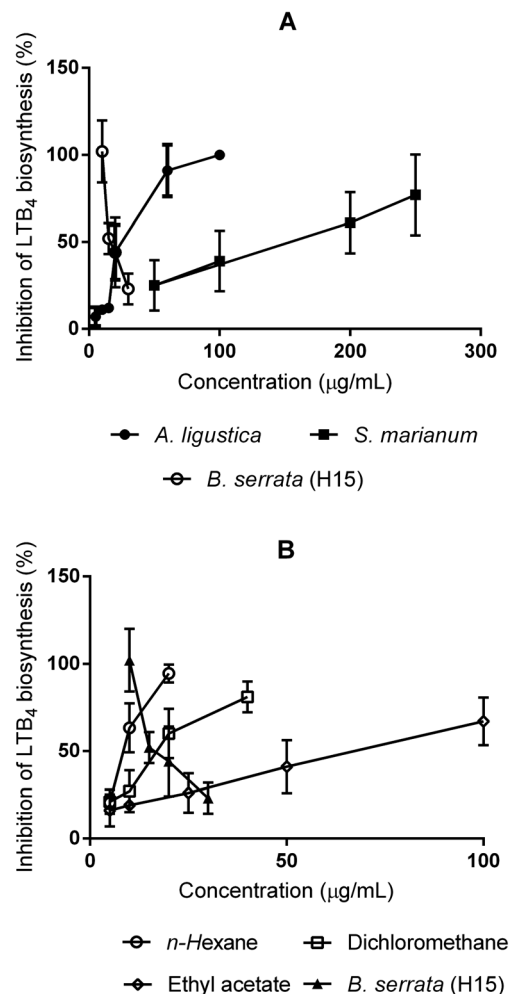 A
Inhibition of LTB4 biosynthesis (%)
150
100
50
0
0 100 200 300
Concentration (μg/mL)
A. ligustica S. marianum
B. serrata (H15)
B
Inhibition of LTB4 biosynthesis (%)
150
100
50
0
0 50 100
Concentration (μg/mL)
n-Hexane Dichloromethane
Ethyl acetate B. serrata (H15)